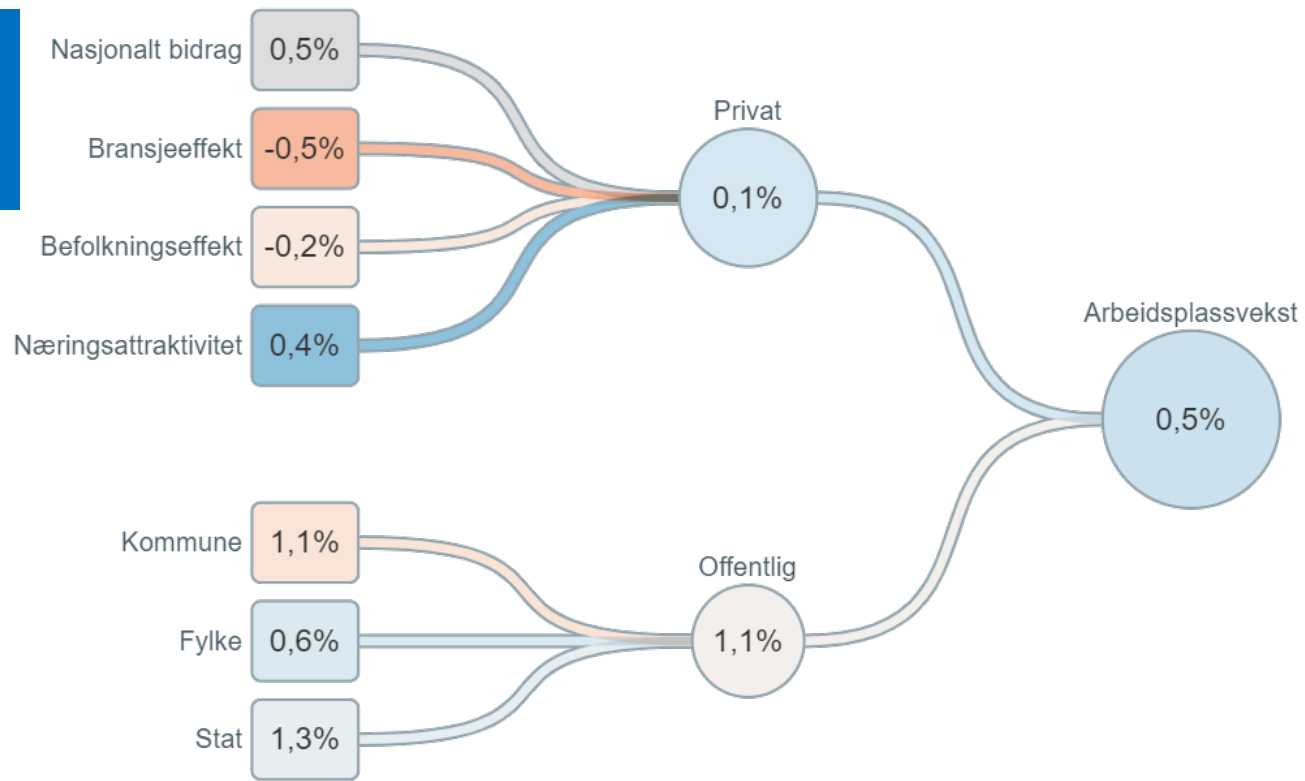 Nasjonalt bidrag 0,5%
Bransjeeffekt -0,5%
Befolkningseffekt -0,2%
Næringsattraktivitet 0,4%
Privat
0,1%
Kommune 1,1%
Fylke 0,6%
Stat 1,3%
Offentlig
1,1%
Arbeidsplassvekst
0,5%